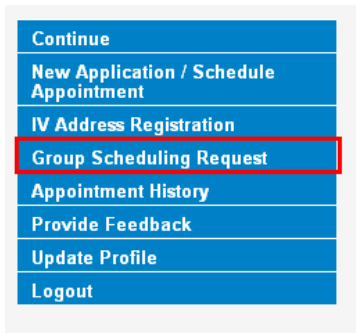 Continue
New Application / Schedule
Appointment
IV Address Registration
Group Scheduling Request
Appointment History
Provide Feedback
Update Profile
Logout